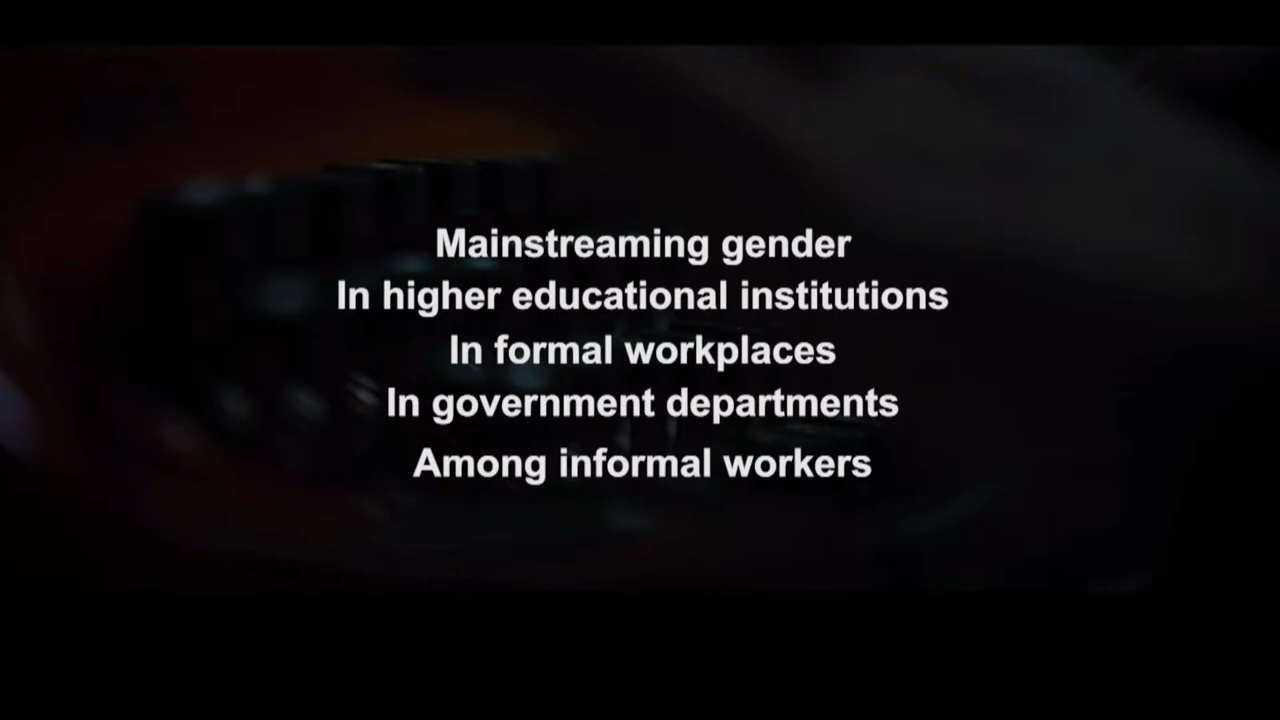 Mainstreaming gender
In higher educational institutions
In formal workplaces
In government departments
Among informal workers